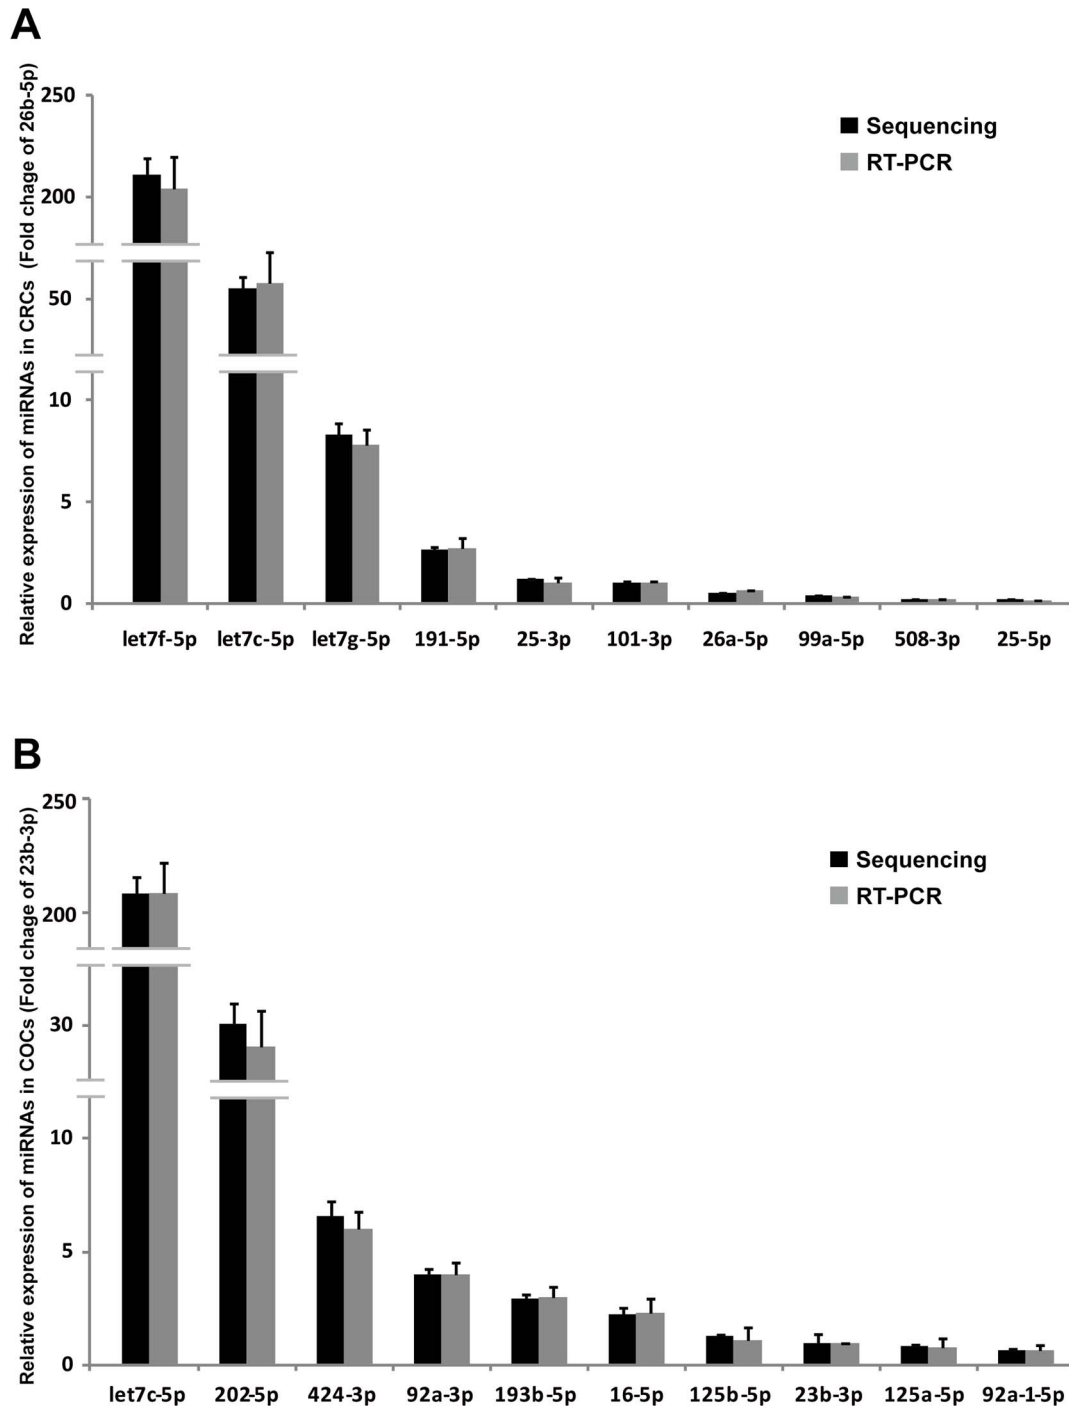 A
Relative expression of miRNAs in CRCs (Fold chage of 26b-5p)
250
200
50
10
5
0
Sequencing
RT-PCR
let7f-5p let7c-5p let7g-5p 191-5p 25-3p 101-3p 26a-5p 99a-5p 508-3p 25-5p
B
Relative expression of miRNAs in COCs (Fold chage of 23b-3p)
250
200
30
10
5
0
Sequencing
RT-PCR
let7c-5p 202-5p 424-3p 92a-3p 193b-5p 16-5p 125b-5p 23b-3p 125a-5p 92a-1-5p